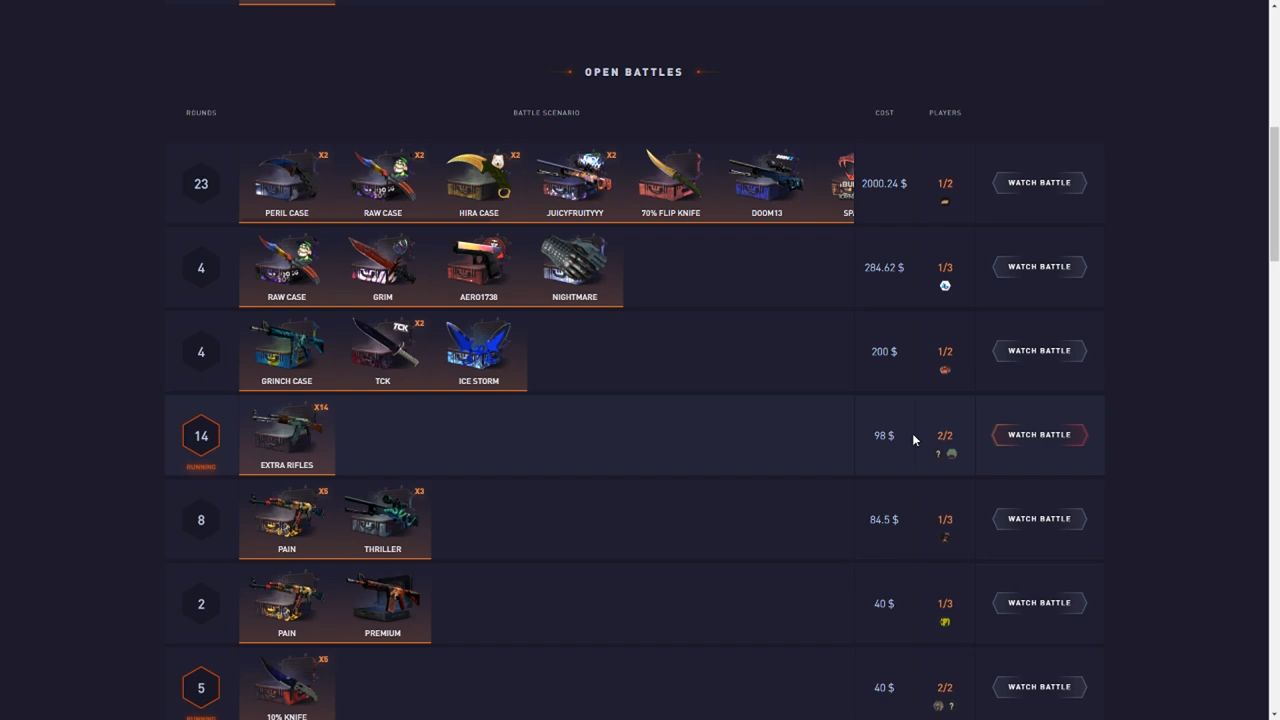 OPEN BATTLES
ROUNDS BATTLE SCENARIO COST PLAYERS
23 X2 X2 X2 X2 2000.24 $ 1/2 WATCH BATTLE
PERIL CASE RAW CASE HIRA CASE JUICYFRUITYYY 70% FLIP KNIFE DOOM13 SP
4 284.62 $ 1/3 WATCH BATTLE
RAW CASE GRIM AERO1738 NIGHTMARE
4 TCK X2 200 $ 1/2 WATCH BATTLE
GRINCH CASE TCK ICE STORM
14 X14 98 $ 2/2 WATCH BATTLE
RUNNING EXTRA RIFLES ?
8 X5 X3 84.5 $ 1/3 WATCH BATTLE
PAIN THRILLER
2 40 $ 1/3 WATCH BATTLE
PAIN PREMIUM
5 X5 40 $ 2/2 WATCH BATTLE
RUNNING 10% KNIFE ?